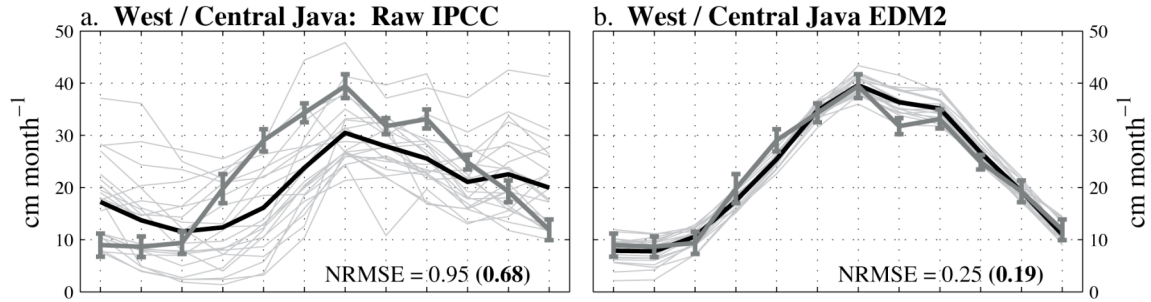 a. West / Central Java: Raw IPCC
b. West / Central Java EDM2
50
40
30
20
10
0
cm month⁻¹
NRMSE = 0.95 (0.68)
NRMSE = 0.25 (0.19)
50
40
30
20
10
0
cm month⁻¹